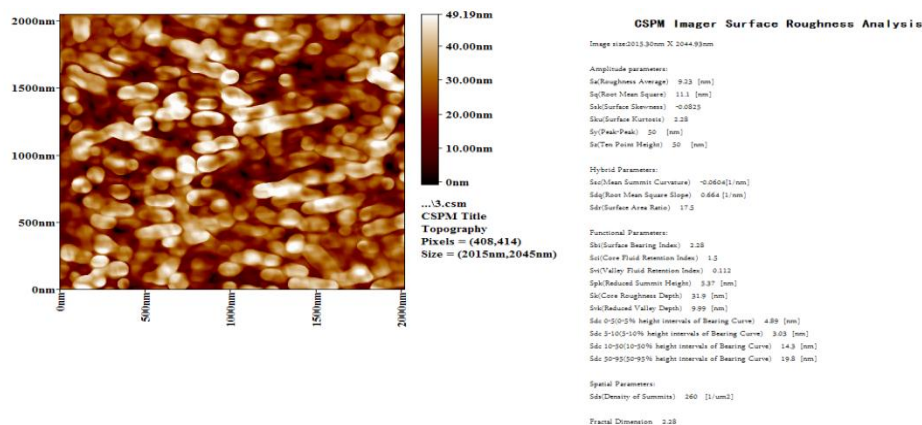 2000nm
1500nm
1000nm
500nm
0nm
0nm
500nm
1000nm
1500nm
2000nm
49.19nm
40.00nm
30.00nm
20.00nm
10.00nm
0nm
...\3.csm
CSPM Title
Topography
Pixels = (408,414)
Size = (2015nm,2045nm)
CSPM Imager Surface Roughness Analysis
Image size:2015.30nm X 2044.93nm
Amplitude parameters:
Sa(Roughness Average) 9.23 [nm]
Sq(Root Mean Square) 11.1 [nm]
Ssk(Surface Skewness) -0.0825
Sku(Surface Kurtosis) 2.28
Sy(Peak-Peak) 50 [nm]
Sz(Ten Point Height) 50 [nm]
Hybrid Parameters:
Ssc(Mean Summit Curvature) -0.0604[1/nm]
Sdq(Root Mean Square Slope) 0.664 [1/nm]
Sdr(Surface Area Ratio) 17.5
Functional Parameters:
Sbi(Surface Bearing Index) 2.28
Sci(Core Fluid Retention Index) 1.5
Svi(Valley Fluid Retention Index) 0.112
Spk(Reduced Summit Height) 3.37 [nm]
Sk(Core Roughness Depth) 31.9 [nm]
Svk(Reduced Valley Depth) 9.99 [nm]
Sdc 0-5(0-5% height intervals of Bearing Curve) 4.89 [nm]
Sdc 5-10(5-10% height intervals of Bearing Curve) 3.03 [nm]
Sdc 10-50(10-50% height intervals of Bearing Curve) 14.3 [nm]
Sdc 50-95(50-95% height intervals of Bearing Curve) 19.8 [nm]
Spatial Parameters:
Sds(Density of Summits) 260 [1/um2]
Fractal Dimension 2.28